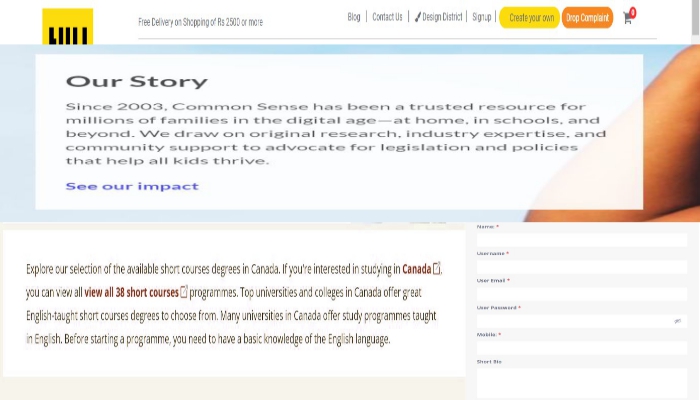 Free Delivery on Shopping of Rs 2500 or more
Blog | Contact Us | Design District | Signup | Create your own Drop Complaint 0
Our Story
Since 2003, Common Sense has been a trusted resource for
millions of families in the digital age—at home, in schools, and
beyond. We draw on original research, industry expertise, and
community support to advocate for legislation and policies
that help all kids thrive.
See our impact
Explore our selection of the available short courses degrees in Canada. If you're interested in studying in Canada,
you can view all view all 38 short courses programmes. Top universities and colleges in Canada offer great
English-taught short courses degrees to choose from. Many universities in Canada offer study programmes taught
in English. Before starting a programme, you need to have a basic knowledge of the English language.
Name: *
Username *
User Email *
User Password *
Mobile: *
Short Bio